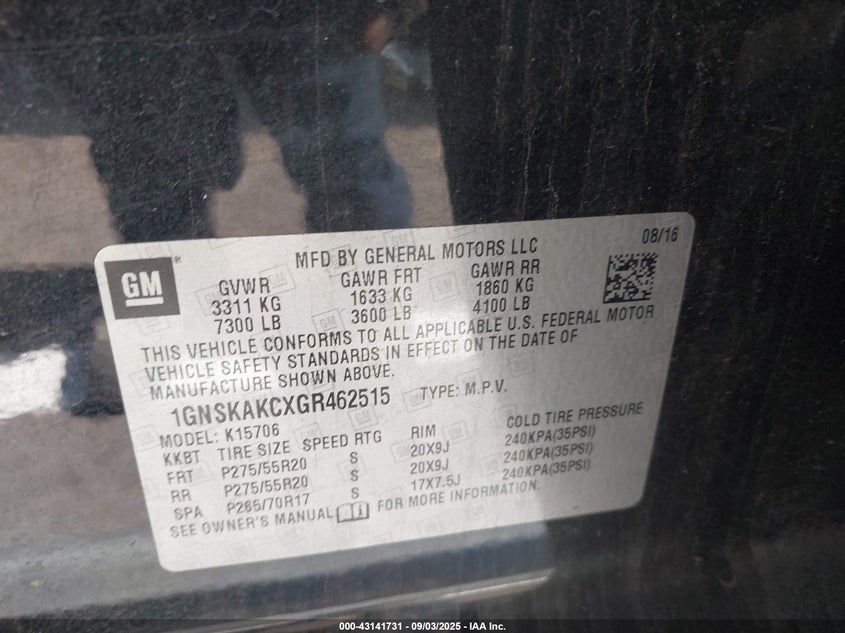 08/16
GM®
MFD BY GENERAL MOTORS LLC
GVWR GAWR FRT GAWR RR
3311 KG 1633 KG 1860 KG
7300 LB 3600 LB 4100 LB
THIS VEHICLE CONFORMS TO ALL APPLICABLE U.S. FEDERAL MOTOR
VEHICLE SAFETY STANDARDS IN EFFECT ON THE DATE OF
MANUFACTURE SHOWN ABOVE.
1GNSKAKCXGR462515 TYPE: M.P.V.
MODEL: K15706
KKBT TIRE SIZE SPEED RTG RIM COLD TIRE PRESSURE
FRT P275/55R20 S 20X9J 240KPA(35PSI)
RR P275/55R20 S 20X9J 240KPA(35PSI)
SPA P265/70R17 S 17X7.5J 240KPA(35PSI)
SEE OWNER'S MANUAL FOR MORE INFORMATION.
000-43141731 - 09/03/2025 - IAA Inc.